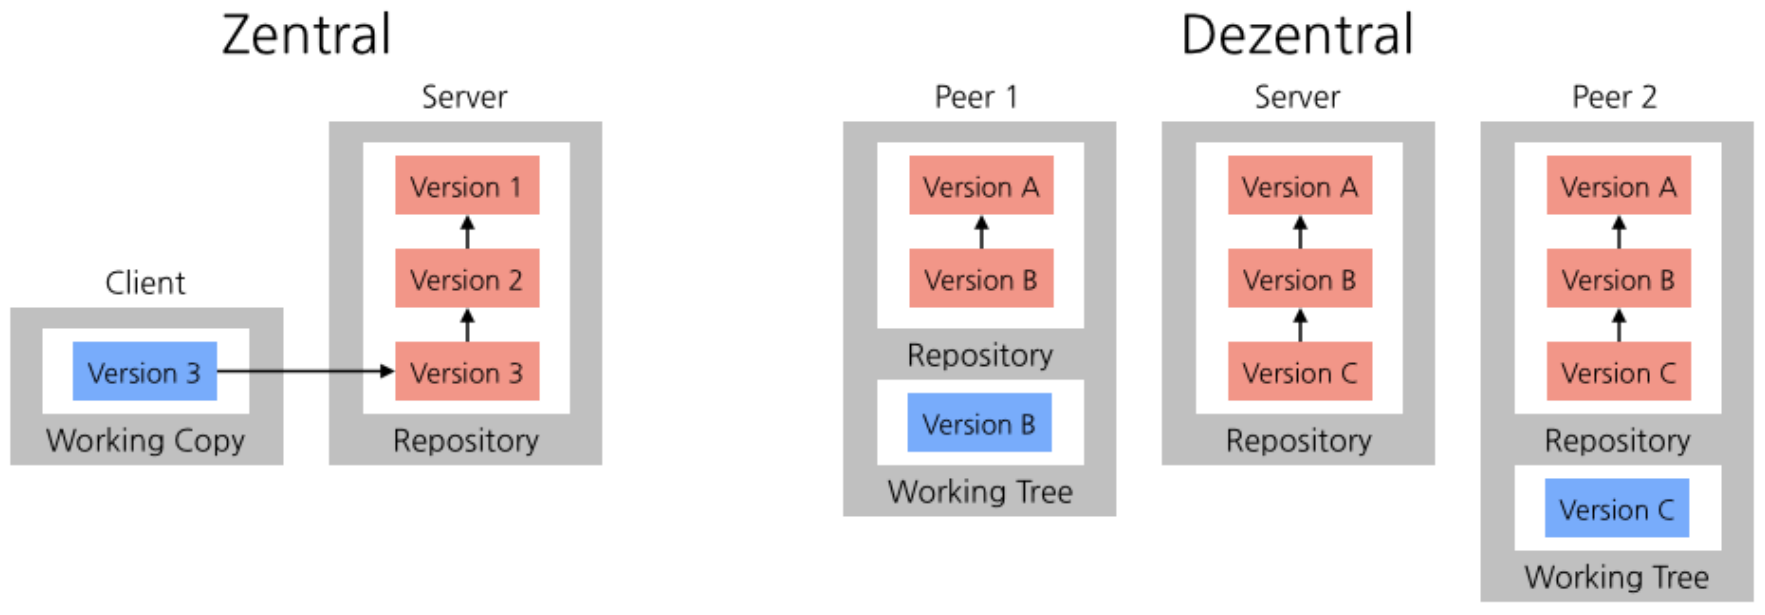 Zentral
Server
Version 1
Version 2
Client
Version 3
Version 3
Working Copy
Repository
Dezentral
Peer 1
Version A
Version B
Repository
Version B
Working Tree
Server
Version A
Version B
Version C
Repository
Peer 2
Version A
Version B
Version C
Repository
Version C
Working Tree